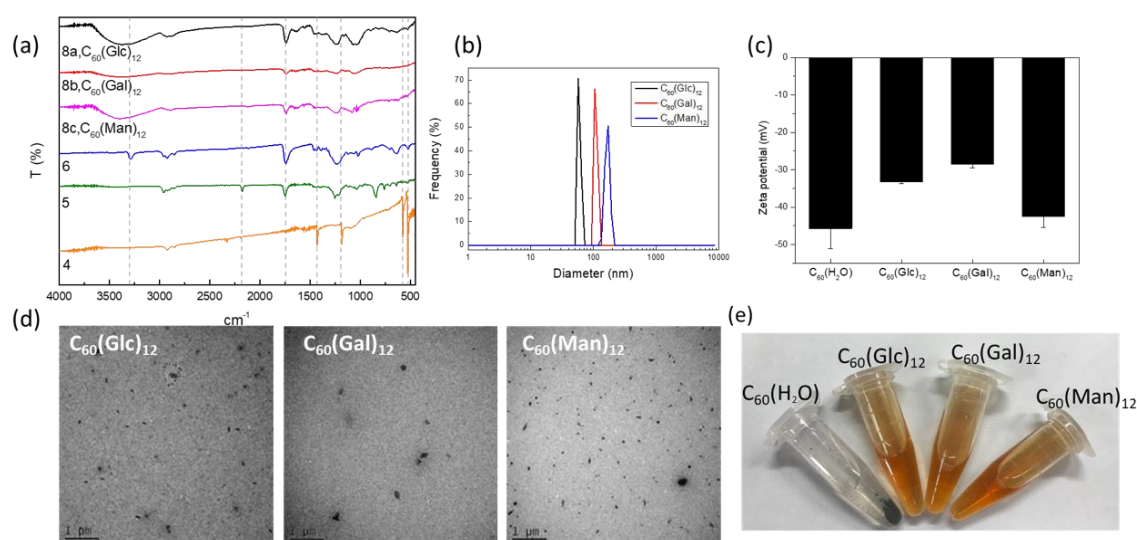 (a)
8a,C₆₀(Glc)₁₂
8b,C₆₀(Gal)₁₂
8c,C₆₀(Man)₁₂
6
5
4
T (%)
4000 3500 3000 2500 2000 1500 1000 500
cm⁻¹
(b)
C₆₀(Glc)₁₂
C₆₀(Gal)₁₂
C₆₀(Man)₁₂
Frequency (%)
70
60
50
40
30
20
10
0
1 10 100 1000 10000
Diameter (nm)
(c)
Zeta potential (mV)
0
-10
-20
-30
-40
-50
C₆₀(H₂O) C₆₀(Glc)₁₂ C₆₀(Gal)₁₂ C₆₀(Man)₁₂
(d)
C₆₀(Glc)₁₂
1 µm
C₆₀(Gal)₁₂
1 µm
C₆₀(Man)₁₂
1 µm
(e)
C₆₀(H₂O)
C₆₀(Glc)₁₂
C₆₀(Gal)₁₂
C₆₀(Man)₁₂